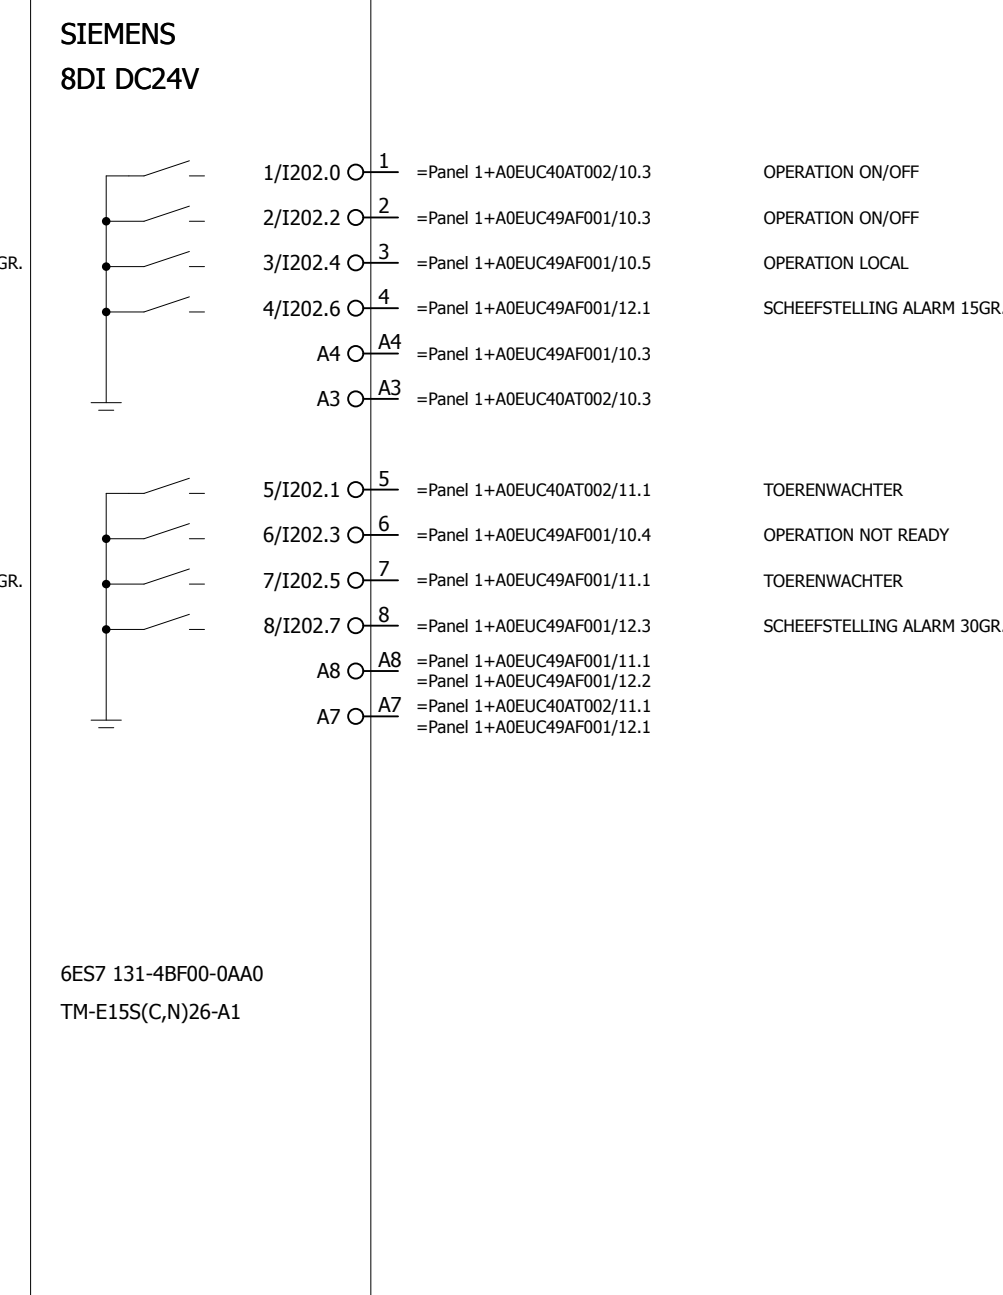 SIEMENS
8DI DC24V
1/I202.0 1 =Panel 1+A0EUC40AT002/10.3 OPERATION ON/OFF
2/I202.2 2 =Panel 1+A0EUC49AF001/10.3 OPERATION ON/OFF
GR. 3/I202.4 3 =Panel 1+A0EUC49AF001/10.5 OPERATION LOCAL
4/I202.6 4 =Panel 1+A0EUC49AF001/12.1 SCHEEFSTELLING ALARM 15GR.
A4 A4 =Panel 1+A0EUC49AF001/10.3
A3 A3 =Panel 1+A0EUC40AT002/10.3
5/I202.1 5 =Panel 1+A0EUC40AT002/11.1 TOERENWACHTER
6/I202.3 6 =Panel 1+A0EUC49AF001/10.4 OPERATION NOT READY
GR. 7/I202.5 7 =Panel 1+A0EUC49AF001/11.1 TOERENWACHTER
8/I202.7 8 =Panel 1+A0EUC49AF001/12.3 SCHEEFSTELLING ALARM 30GR.
A8 A8 =Panel 1+A0EUC49AF001/11.1
=Panel 1+A0EUC49AF001/12.2
A7 A7 =Panel 1+A0EUC40AT002/11.1
=Panel 1+A0EUC49AF001/12.1
6ES7 131-4BF00-0AA0
TM-E15S(C,N)26-A1